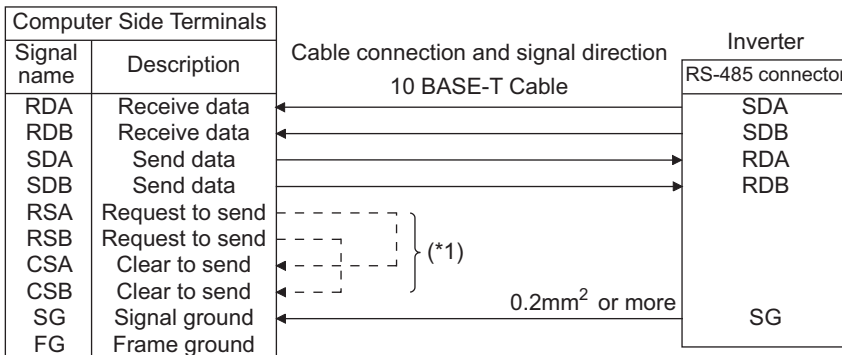 Computer Side Terminals
Signal name Description
Cable connection and signal direction
10 BASE-T Cable
Inverter
RS-485 connector
RDA Receive data SDA
RDB Receive data SDB
SDA Send data RDA
SDB Send data RDB
RSA Request to send
RSB Request to send
(*1)
CSA Clear to send
CSB Clear to send
0.2mm² or more
SG Signal ground SG
FG Frame ground